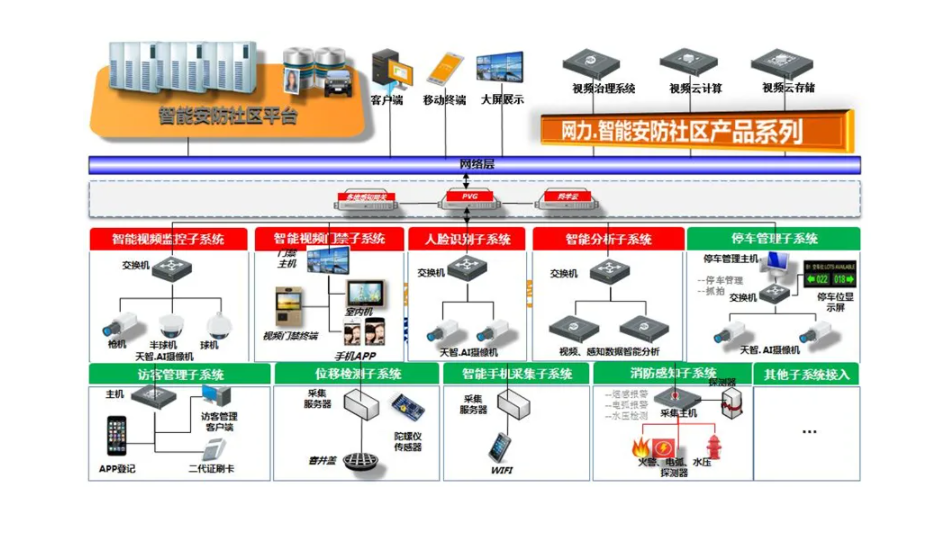 智能安防社区平台
客户端
移动终端
大屏展示
视频治理系统
视频云计算
视频云存储
网力.智能安防社区产品系列
网络层
多维感知网关
PVG
网华云
智能视频监控子系统
智能视频门禁子系统
人脸识别子系统
智能分析子系统
停车管理子系统
交换机
枪机
半球机
球机
天智.AI摄像机
门禁
主机
室内机
视频门禁终端
手机APP
交换机
天智.AI摄像机
交换机
视频、感知数据智能分析
停车管理主机
--停车管理
--抓拍
交换机
022
018
停车位显
示屏
天智.AI摄像机
访客管理子系统
位移检测子系统
智能手机采集子系统
消防感知子系统
其他子系统接入
主机
访客管理
客户端
APP登记
二代证刷卡
采集
服务器
陀螺仪
传感器
窨井盖
采集
服务器
WIFI
--烟感报警
--电弧报警
--水压检测
探测器
采集主机
火警、电弧、水压
探测器
...